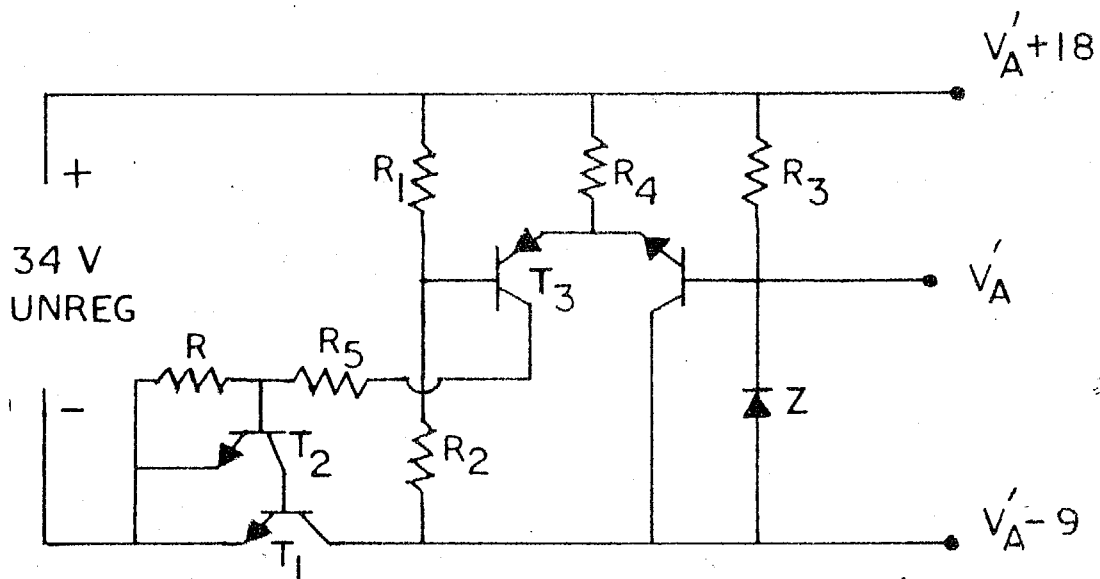 V'A+18
+
R1
R4
R3
34 V
UNREG
T3
V'A
R
R5
−
Z
T2
R2
T1
V'A−9